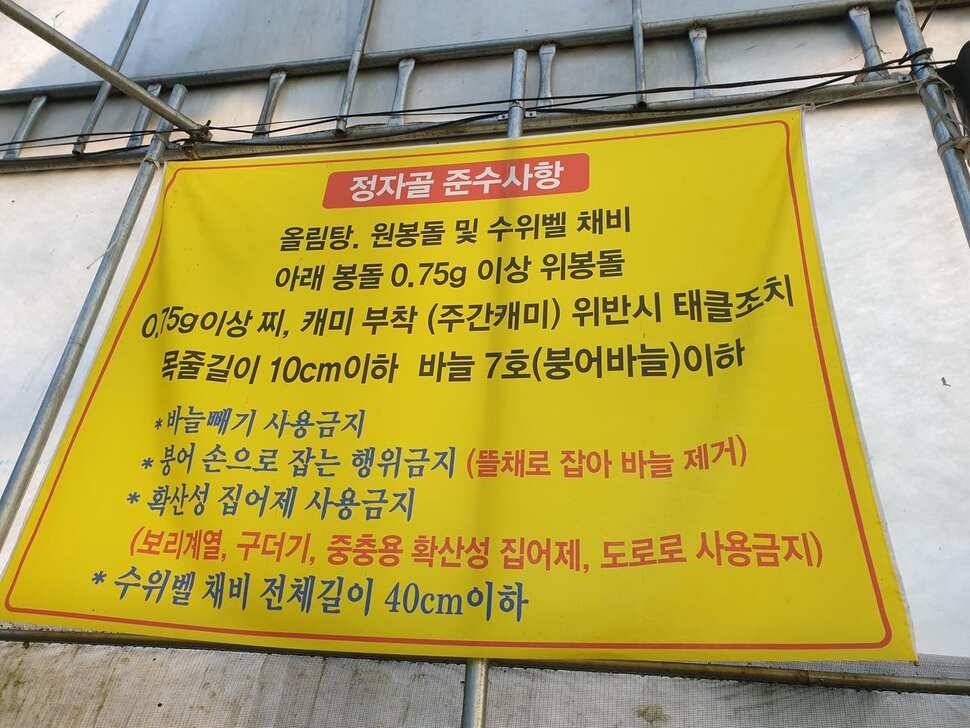 정자골 준수사항
올림탕. 원봉돌 및 수위벨 채비
아래 봉돌 0.75g 이상 위봉돌
0.75g이상 찌, 캐미 부착 (주간캐미) 위반시 태클조치
목줄길이 10cm이하 바늘 7호(붕어바늘)이하
*바늘빼기 사용금지
*붕어 손으로 잡는 행위금지 (뜰채로 잡아 바늘 제거)
* 확산성 집어제 사용금지
(보리계열, 구더기, 중층용 확산성 집어제, 도로로 사용금지)
* 수위벨 채비 전체길이 40cm이하